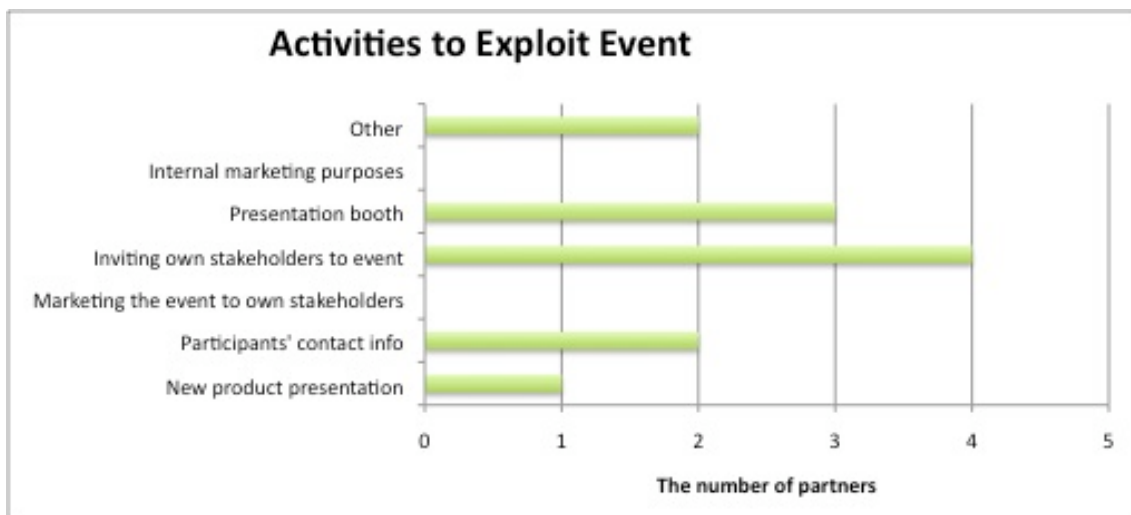 Activities to Exploit Event
Other
Internal marketing purposes
Presentation booth
Inviting own stakeholders to event
Marketing the event to own stakeholders
Participants' contact info
New product presentation
0 1 2 3 4 5
The number of partners